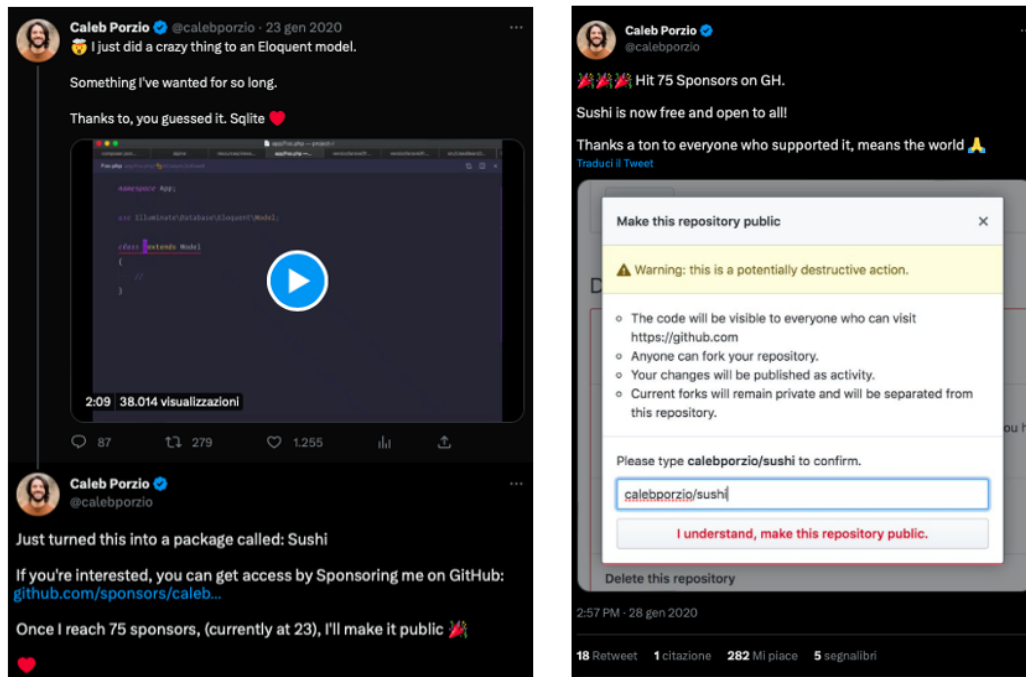 Caleb Porzio @calebporzio · 23 gen 2020
🤯 I just did a crazy thing to an Eloquent model.
Something I've wanted for so long.
Thanks to, you guessed it. Sqlite ❤️
namespace App;
use Illuminate\Database\Eloquent\Model;
class extends Model
{
//
}
2:09 38.014 visualizzazioni
87 279 1.255
Caleb Porzio
@calebporzio
Just turned this into a package called: Sushi
If you're interested, you can get access by Sponsoring me on GitHub:
github.com/sponsors/caleb...
Once I reach 75 sponsors, (currently at 23), I'll make it public 🎉
❤️
Caleb Porzio
@calebporzio
🎉🎉🎉 Hit 75 Sponsors on GH.
Sushi is now free and open to all!
Thanks a ton to everyone who supported it, means the world 🙏
Traduci il Tweet
Make this repository public
Warning: this is a potentially destructive action.
The code will be visible to everyone who can visit
https://github.com
Anyone can fork your repository.
Your changes will be published as activity.
Current forks will remain private and will be separated from
this repository.
Please type calebporzio/sushi to confirm.
calebporzio/sushi
I understand, make this repository public.
Delete this repository
2:57 PM · 28 gen 2020
18 Retweet 1 citazione 282 Mi piace 5 segnalibri